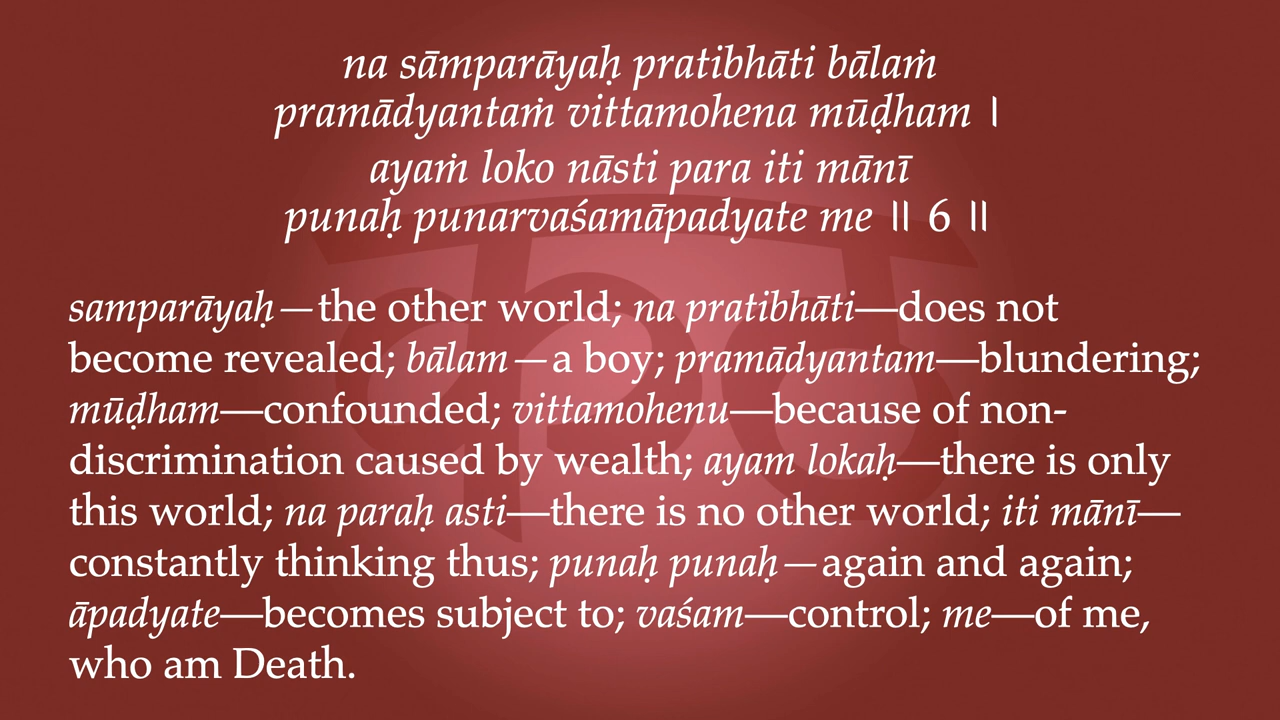 na sāmparāyaḥ pratibhāti bālaṁ
pramādyantaṁ vittamohena mūḍham ।
ayaṁ loko nāsti para iti mānī
punaḥ punarvaśamāpadyate me ॥ 6 ॥
samparāyaḥ—the other world; na pratibhāti—does not
become revealed; bālam—a boy; pramādyantam—blundering;
mūḍham—confounded; vittamohenu—because of non-
discrimination caused by wealth; ayam lokaḥ—there is only
this world; na paraḥ asti—there is no other world; iti mānī—
constantly thinking thus; punaḥ punaḥ—again and again;
āpadyate—becomes subject to; vaśam—control; me—of me,
who am Death.
कठ